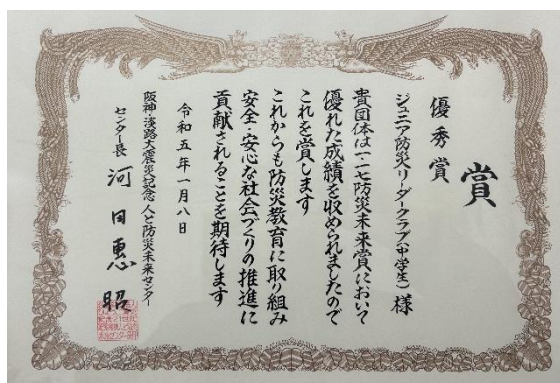 賞
優秀賞
ジュニア防災リーダークラブ(中学生) 様
貴団体は一・一七防災未来賞において
優れた成績を収められましたので
これを賞します
これからも防災教育に取り組み
安全・安心な社会づくりの推進に
貢献されることを期待します
令和五年一月八日
阪神・淡路大震災記念 人と防災未来センター
センター長 河田惠昭